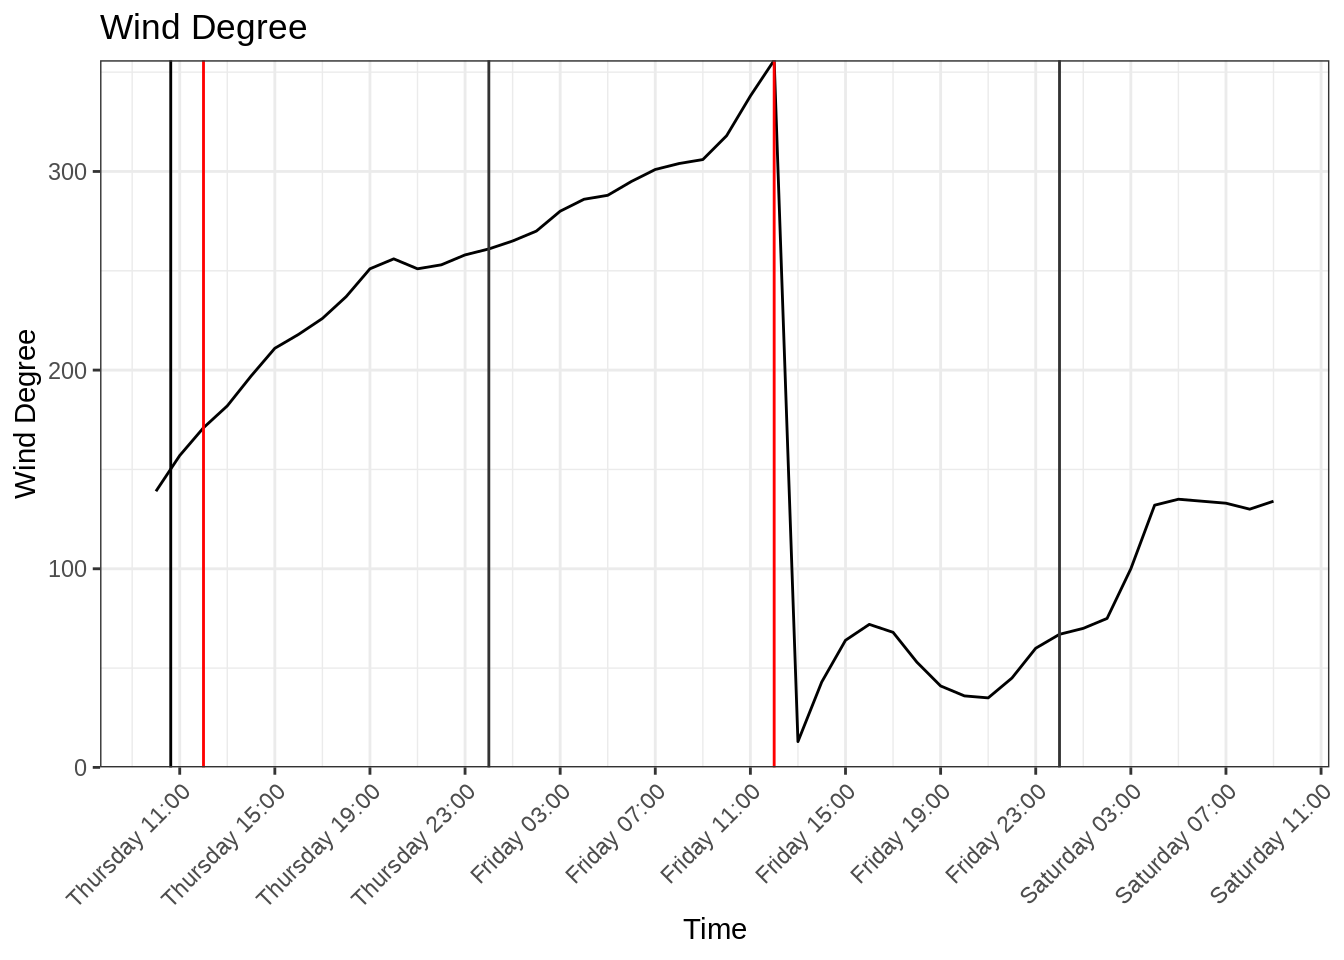 Wind Degree
Wind Degree
300
200
100
0
Thursday 11:00
Thursday 15:00
Thursday 19:00
Thursday 23:00
Friday 03:00
Friday 07:00
Friday 11:00
Friday 15:00
Friday 19:00
Friday 23:00
Saturday 03:00
Saturday 07:00
Saturday 11:00
Time